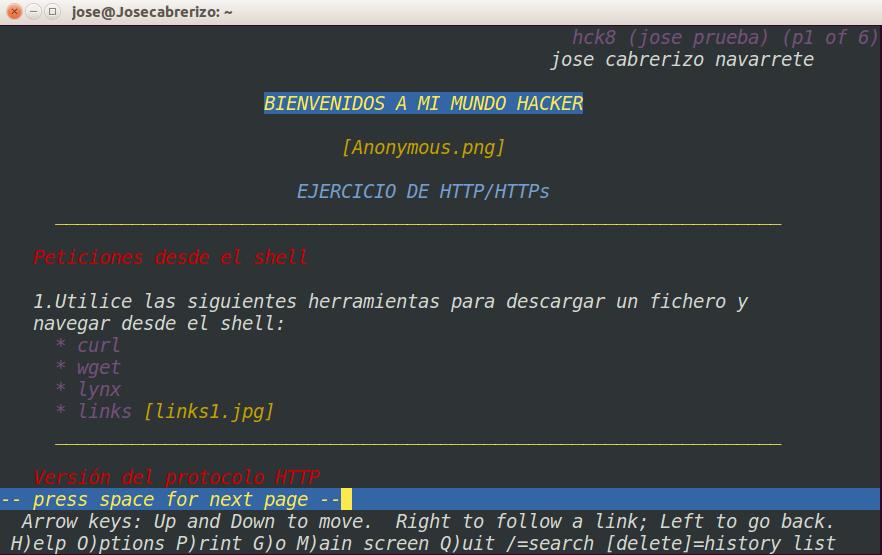 jose@Josecabrerizo: ~
hck8 (jose prueba) (p1 of 6)
jose cabrerizo navarrete
BIENVENIDOS A MI MUNDO HACKER
[Anonymous.png]
EJERCICIO DE HTTP/HTTPs
Peticiones desde el shell
1.Utilice las siguientes herramientas para descargar un fichero y
navegar desde el shell:
* curl
* wget
* lynx
* links [links1.jpg]
Versión del protocolo HTTP
-- press space for next page --
Arrow keys: Up and Down to move.  Right to follow a link; Left to go back.
H)elp O)ptions P)rint G)o M)ain screen Q)uit /=search [delete]=history list